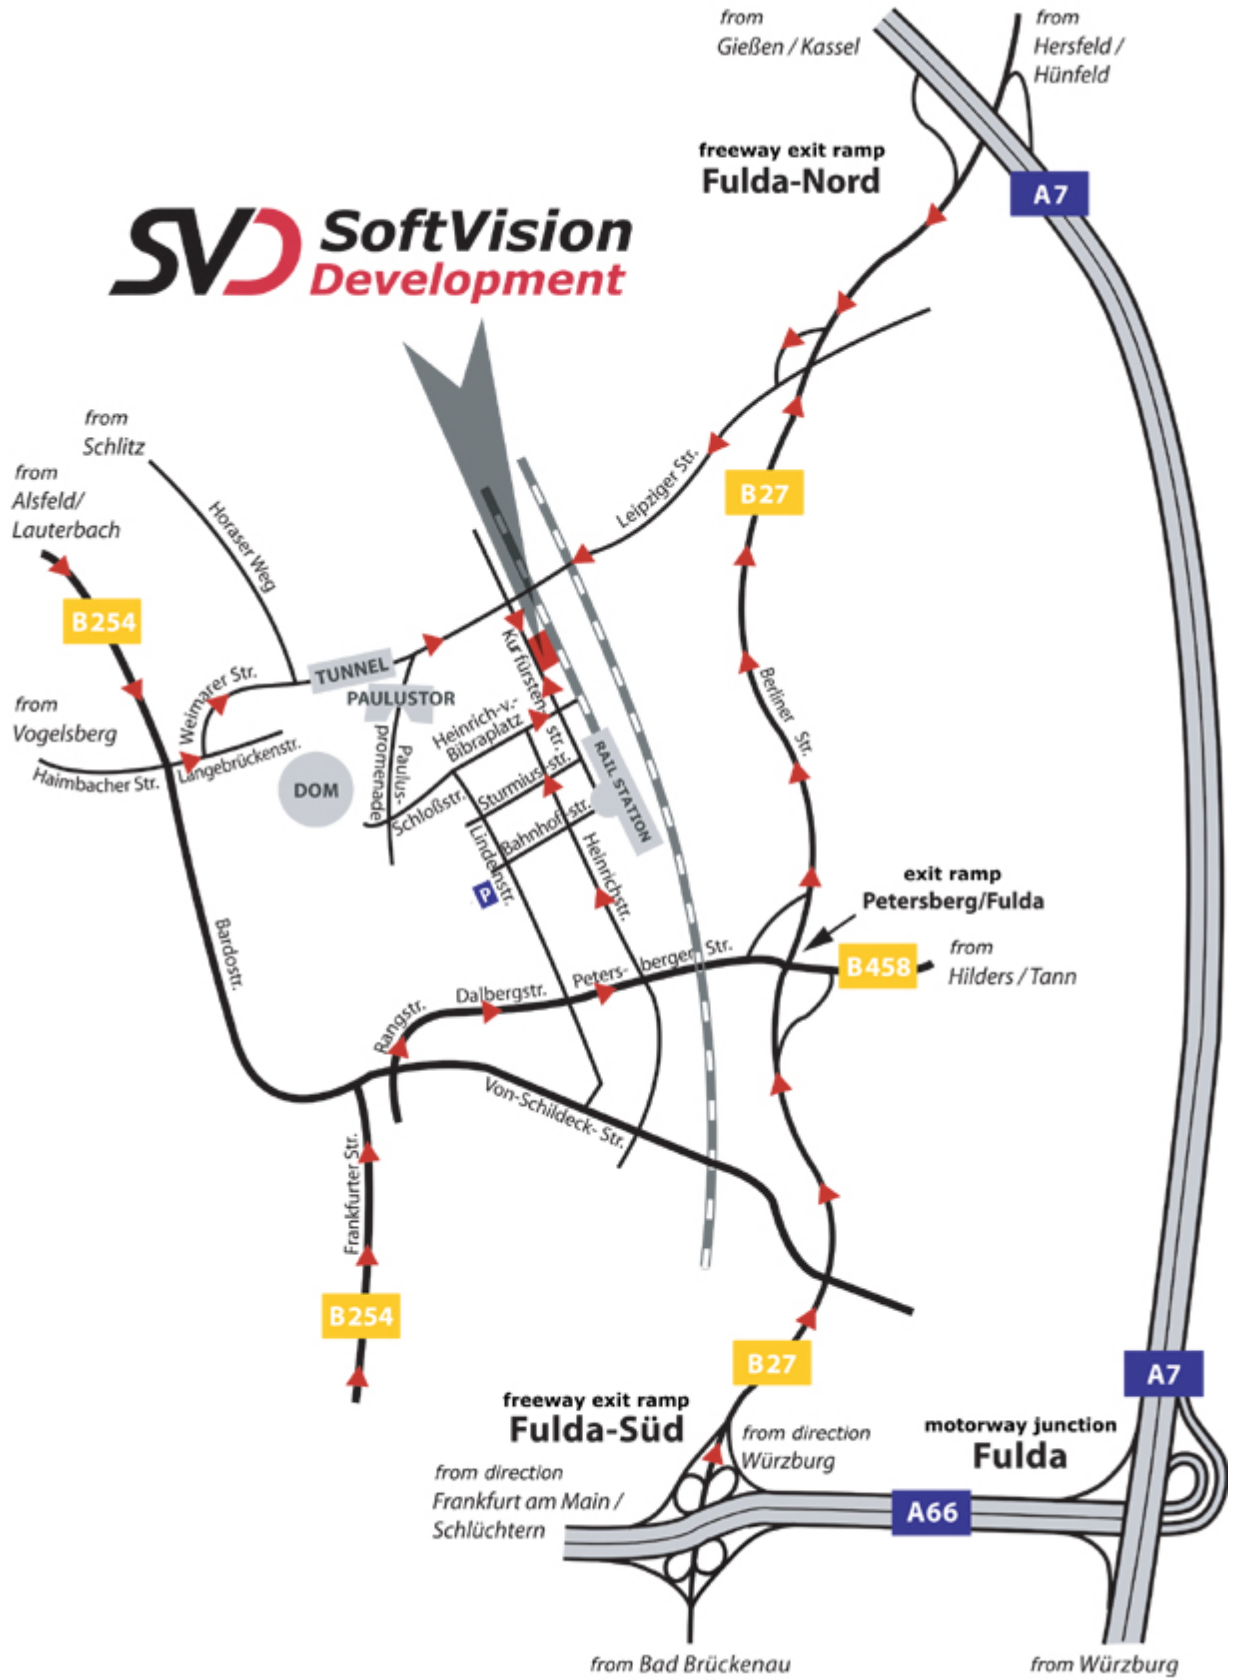 from
Gießen / Kassel
from
Hersfeld /
Hünfeld
freeway exit ramp
Fulda-Nord
A7
SVD SoftVision
Development
from
Schlitz
from
Alsfeld/
Lauterbach
Horaser Weg
Leipziger Str.
B27
B254
TUNNEL
PAULUSTOR
Weimarer Str.
from
Vogelsberg
Haimbacher Str.
Langebrückenstr.
DOM
Paulus-
promenade
Kurfürsten-
str.
Heinrich-v.-
Bibraplatz
Schloßstr.
Sturmius-str.
Bahnhof-str.
RAIL STATION
Lindenstr.
P
Heinrichstr.
Berliner Str.
exit ramp
Petersberg/Fulda
B458
from
Hilders / Tann
Bardostr.
Rangstr.
Dalbergstr.
Peters- berger Str.
Von-Schildeck- Str.
Frankfurter Str.
B254
B27
A7
freeway exit ramp
Fulda-Süd
from direction
Würzburg
motorway junction
Fulda
from direction
Frankfurt am Main /
Schlüchtern
A66
from Bad Brückenau
from Würzburg